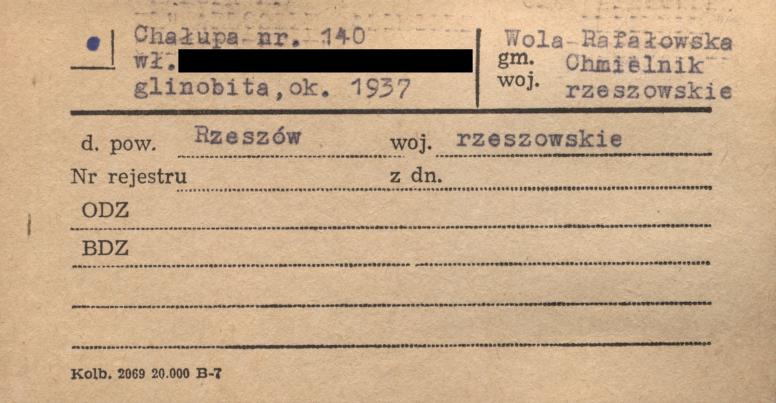 Chałupa nr. 140
wł.
glinobita, ok. 1937
Wola Rafałowska
gm. Chmielnik
woj. rzeszowskie
d. pow. Rzeszów woj. rzeszowskie
Nr rejestru z dn.
ODZ
BDZ
Kolb. 2069 20.000 B-7